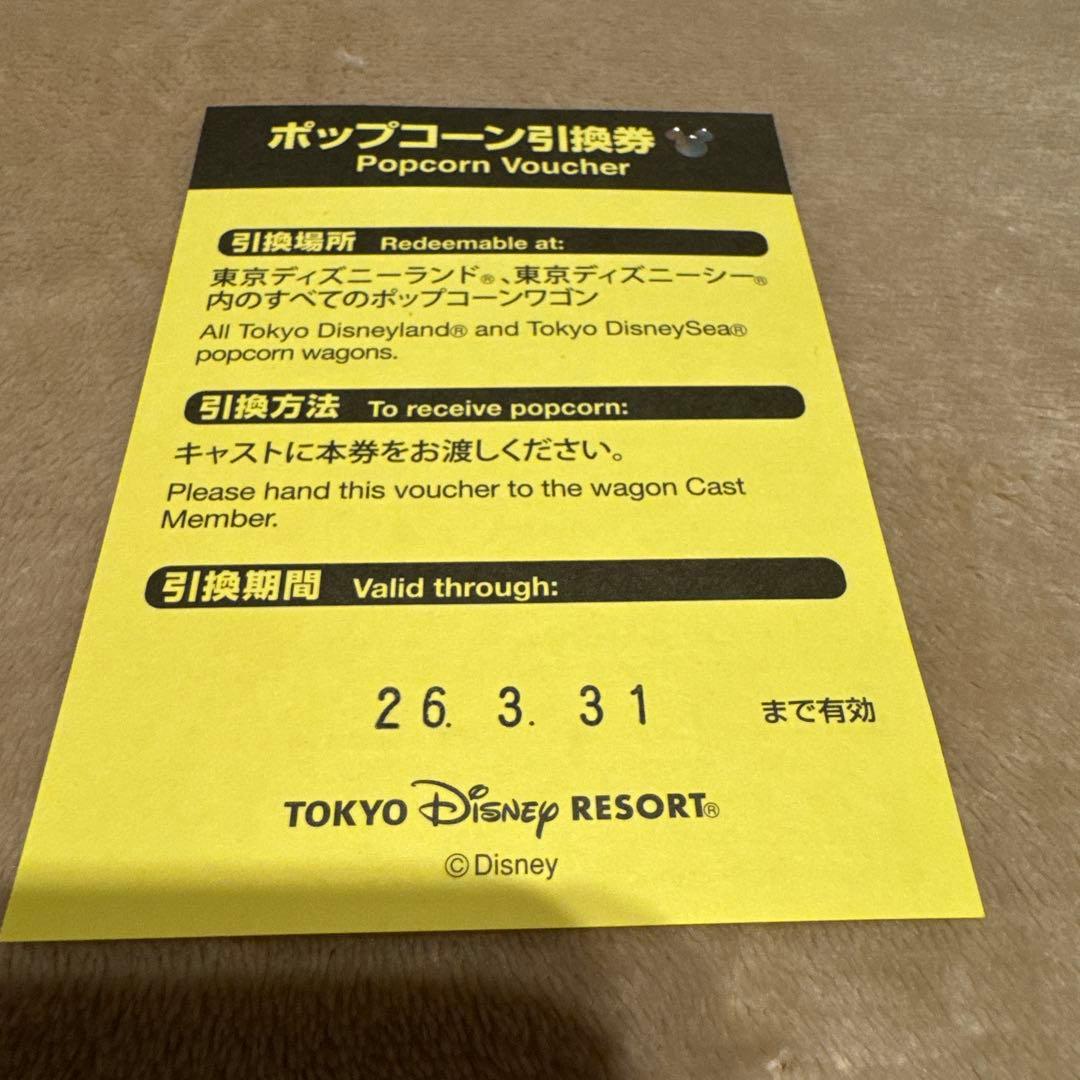 ポップコーン引換券
Popcorn Voucher
引換場所 Redeemable at:
東京ディズニーランド®、東京ディズニーシー®
内のすべてのポップコーンワゴン
All Tokyo Disneyland® and Tokyo DisneySea®
popcorn wagons.
引換方法 To receive popcorn:
キャストに本券をお渡しください。
Please hand this voucher to the wagon Cast
Member.
引換期間 Valid through:
26. 3. 31 まで有効
TOKYO Disney RESORT®
©Disney